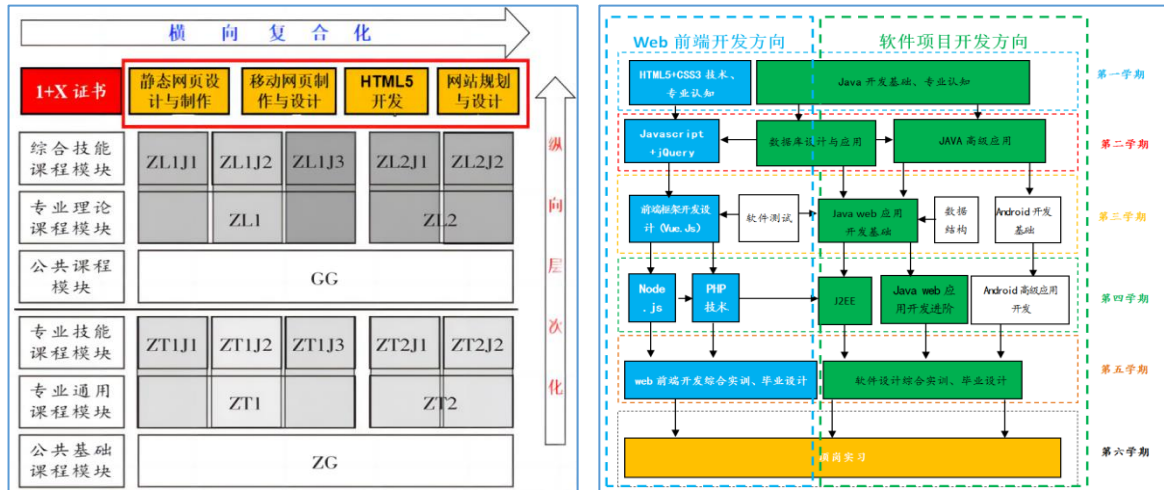 横向复合化
1+X 证书
静态网页设
计与制作
移动网页制
作与设计
HTML5
开发
网站规划
与设计
综合技能
课程模块
ZL1J1
ZL1J2
ZL1J3
ZL2J1
ZL2J2
专业理论
课程模块
ZL1
ZL2
公共课程
模块
GG
专业技能
课程模块
ZT1J1
ZT1J2
ZT1J3
ZT2J1
ZT2J2
专业通用
课程模块
ZT1
ZT2
公共基础
课程模块
ZG
纵
向
层
次
化
Web 前端开发方向
软件项目开发方向
HTML5+CSS3 技术、
专业认知
Java 开发基础、专业认知
第一学期
Javascript
+jQuery
数据库设计与应用
JAVA 高级应用
第二学期
前端框架开发设
计(Vue.Js)
软件测试
Java web 应用
开发基础
数据
结构
Android 开发
基础
第三学期
Node
.js
PHP
技术
J2EE
Java web 应
用开发进阶
Android 高级应用
开发
第四学期
web 前端开发综合实训、毕业设计
软件设计综合实训、毕业设计
第五学期
顶岗实习
第六学期